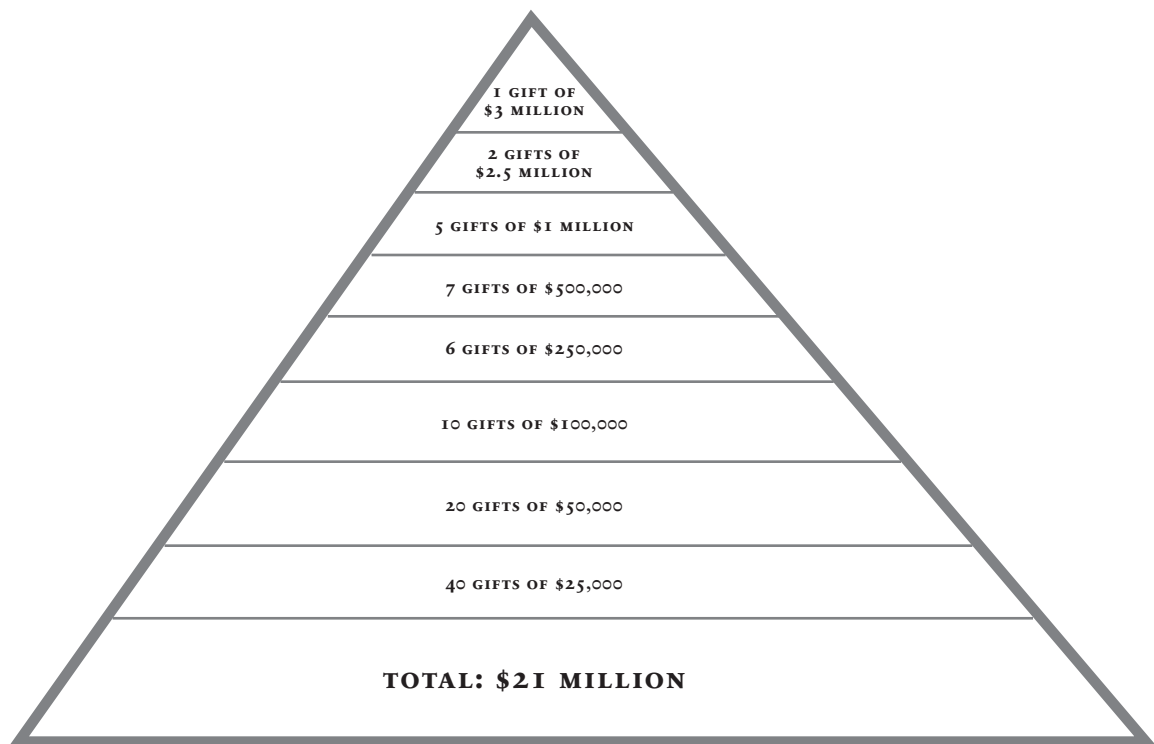 1 GIFT OF
$3 MILLION
2 GIFTS OF
$2.5 MILLION
5 GIFTS OF $1 MILLION
7 GIFTS OF $500,000
6 GIFTS OF $250,000
10 GIFTS OF $100,000
20 GIFTS OF $50,000
40 GIFTS OF $25,000
TOTAL: $21 MILLION